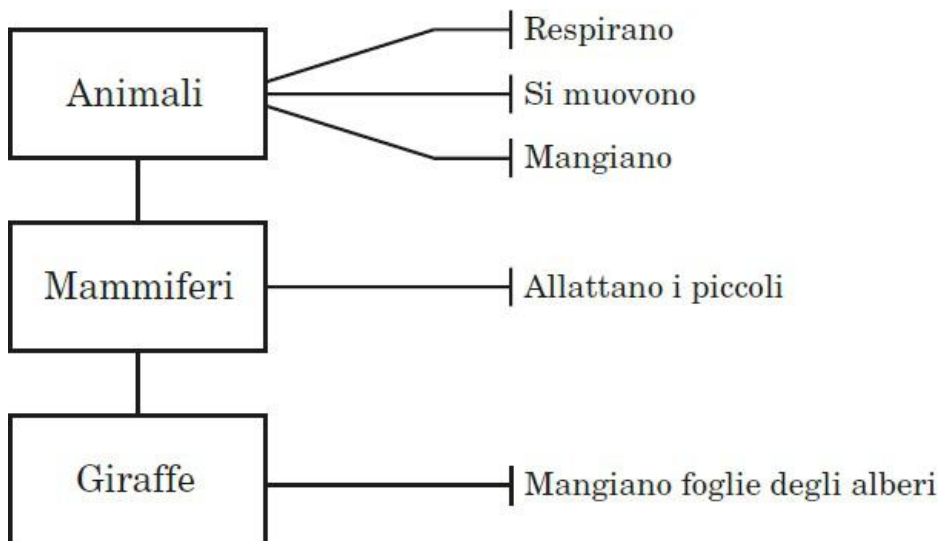 Animali
Respirano
Si muovono
Mangiano
Mammiferi
Allattano i piccoli
Giraffe
Mangiano foglie degli alberi